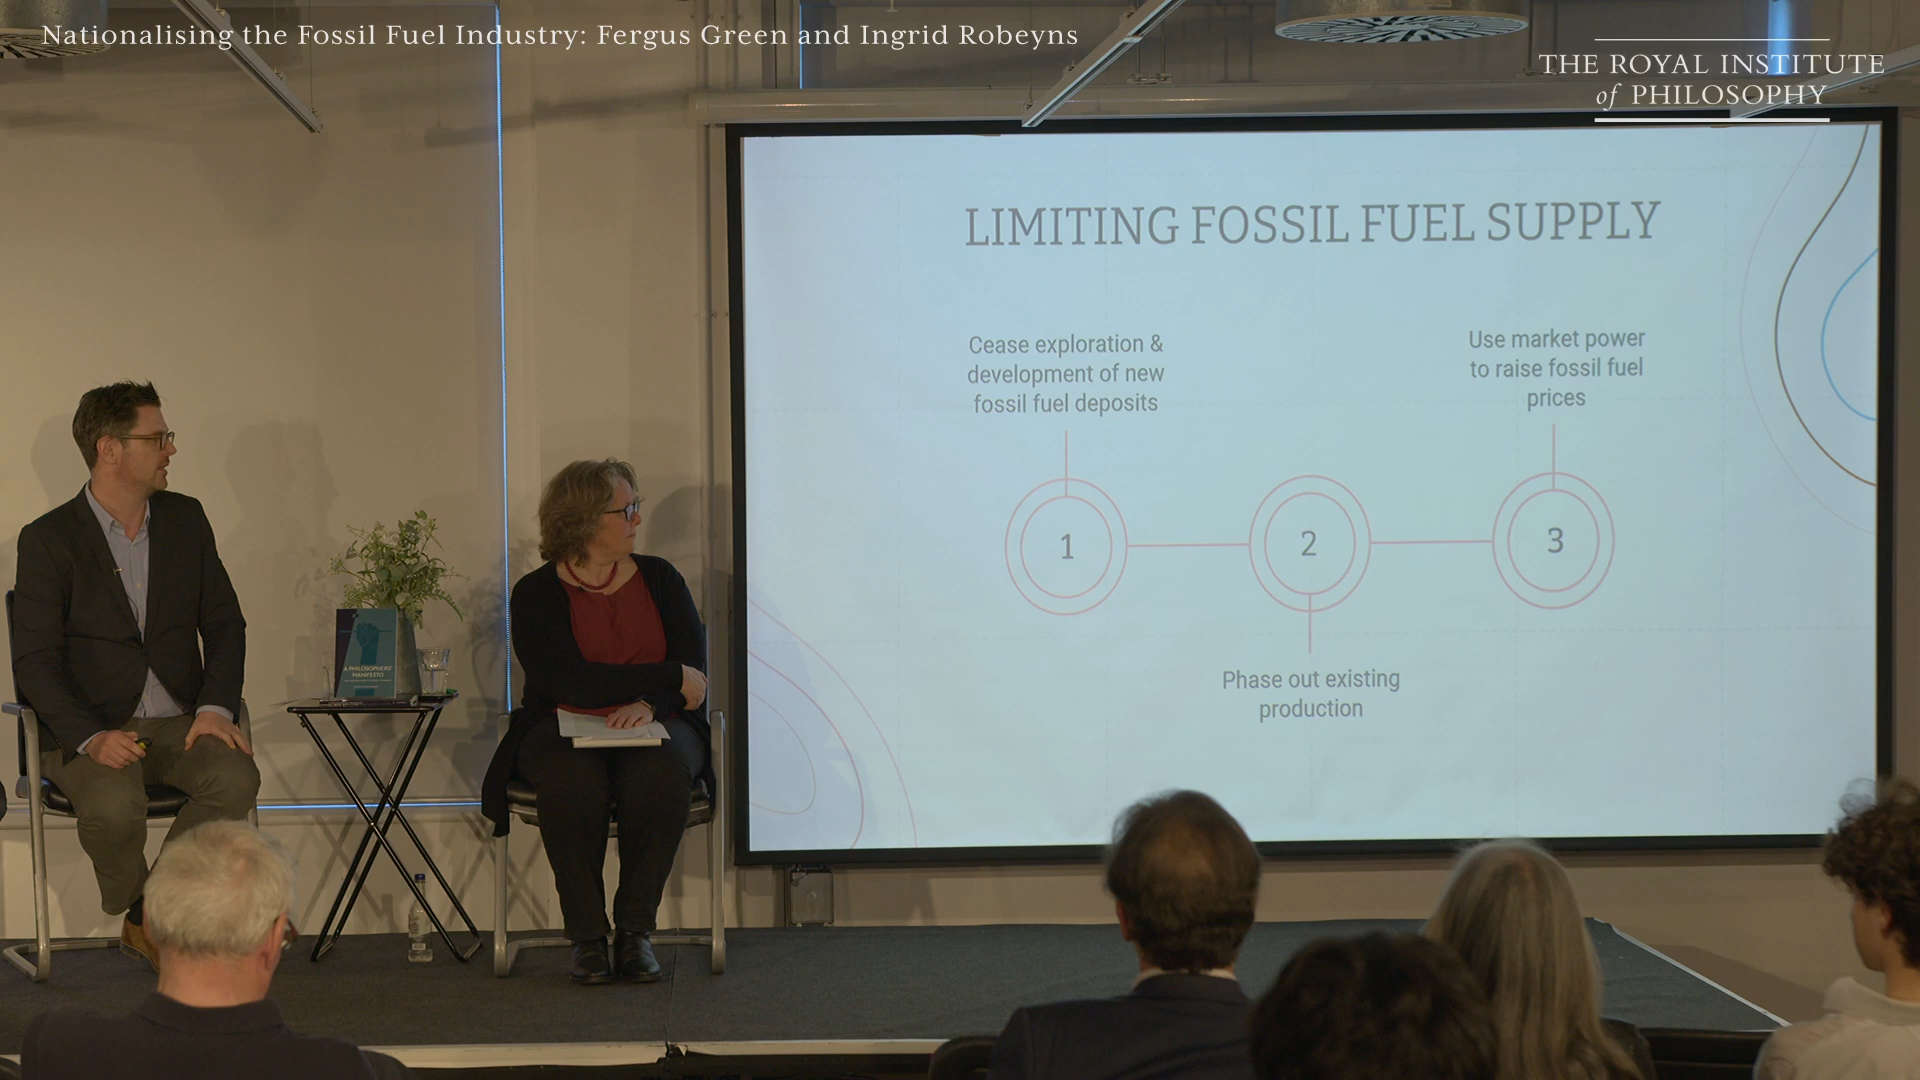 Nationalising the Fossil Fuel Industry: Fergus Green and Ingrid Robeyns
THE ROYAL INSTITUTE
of PHILOSOPHY
LIMITING FOSSIL FUEL SUPPLY
Cease exploration &
development of new
fossil fuel deposits
Use market power
to raise fossil fuel
prices
1
2
3
Phase out existing
production
A PHILOSOPHERS'
MANIFESTO